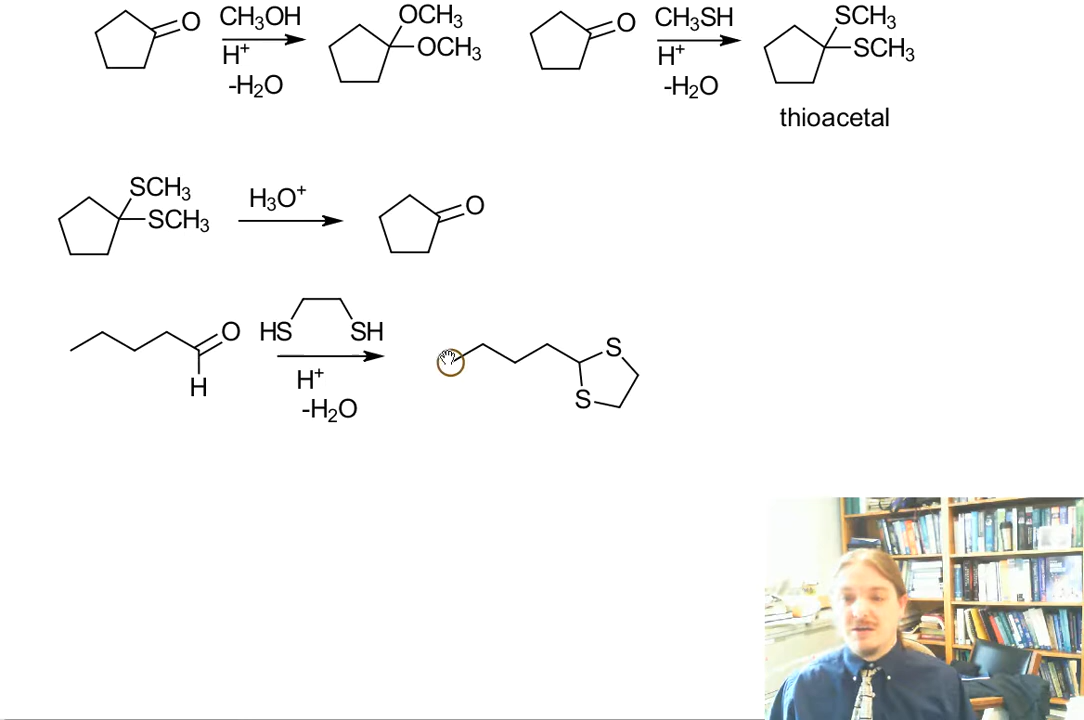 O CH₃OH OCH₃
H⁺ OCH₃
-H₂O
O CH₃SH SCH₃
H⁺ SCH₃
-H₂O
thioacetal
SCH₃
SCH₃ H₃O⁺ O
O HS SH S
H H⁺ S
-H₂O